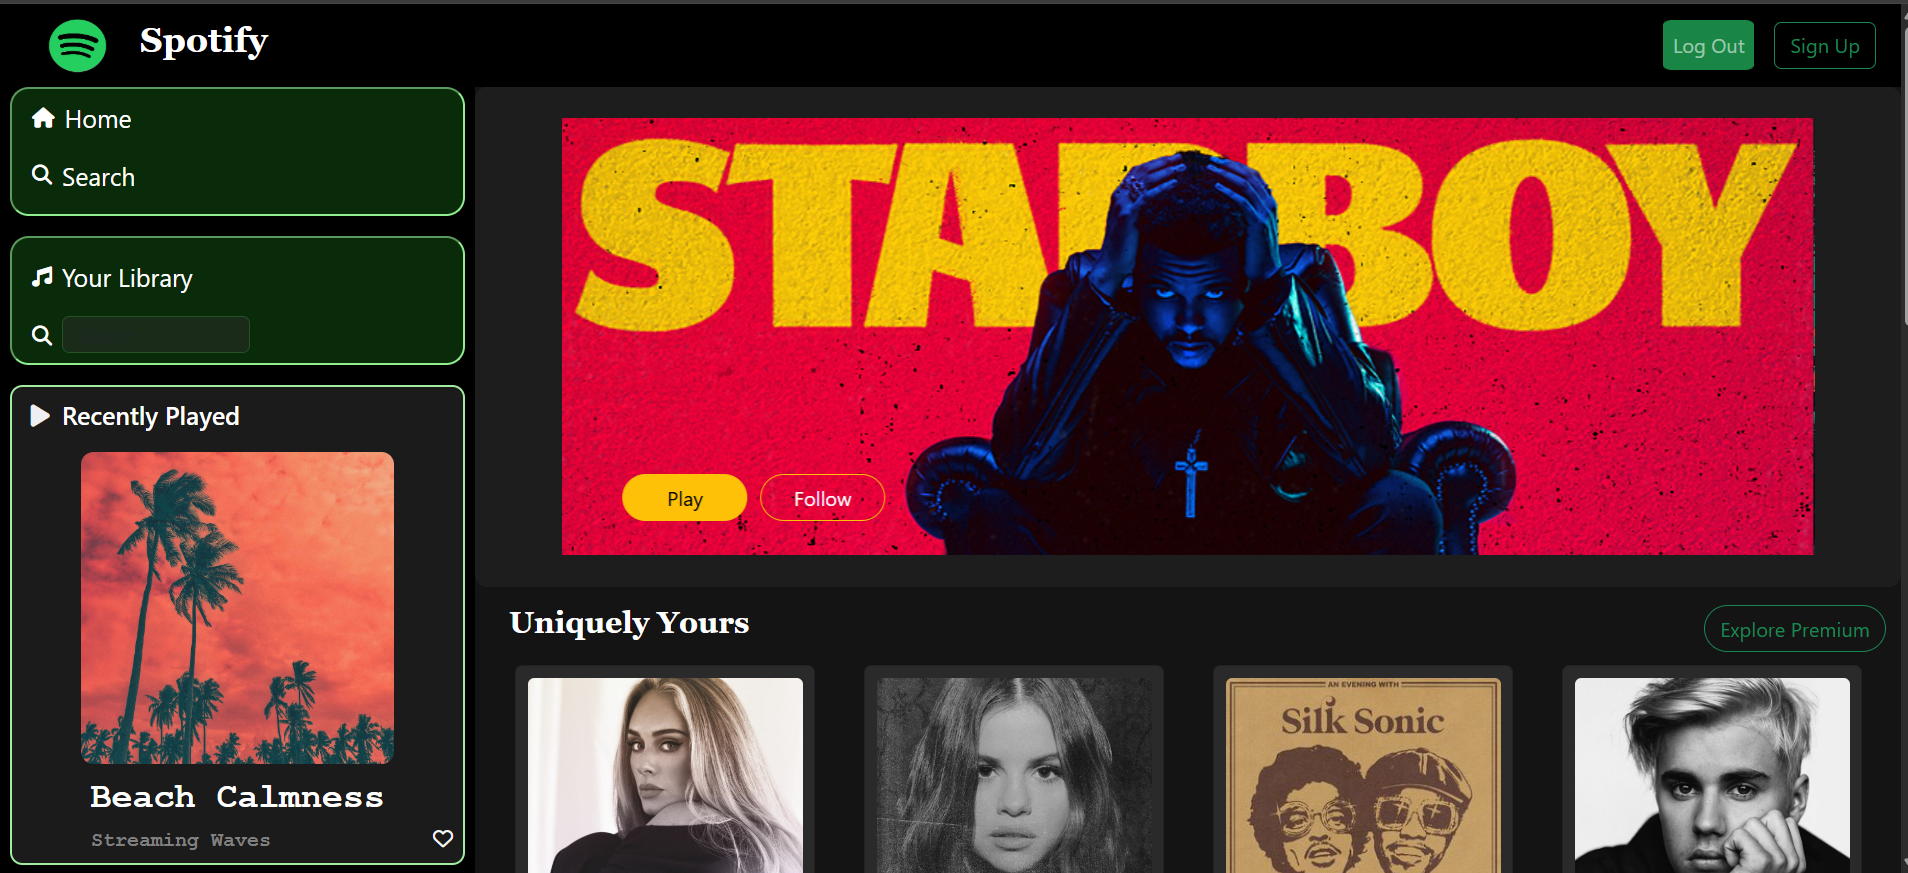 Spotify
Log Out
Sign Up
Home
Search
Your Library
Recently Played
Beach Calmness
Streaming Waves
STARBOY
Play
Follow
Uniquely Yours
Explore Premium
AN EVENING WITH
Silk Sonic